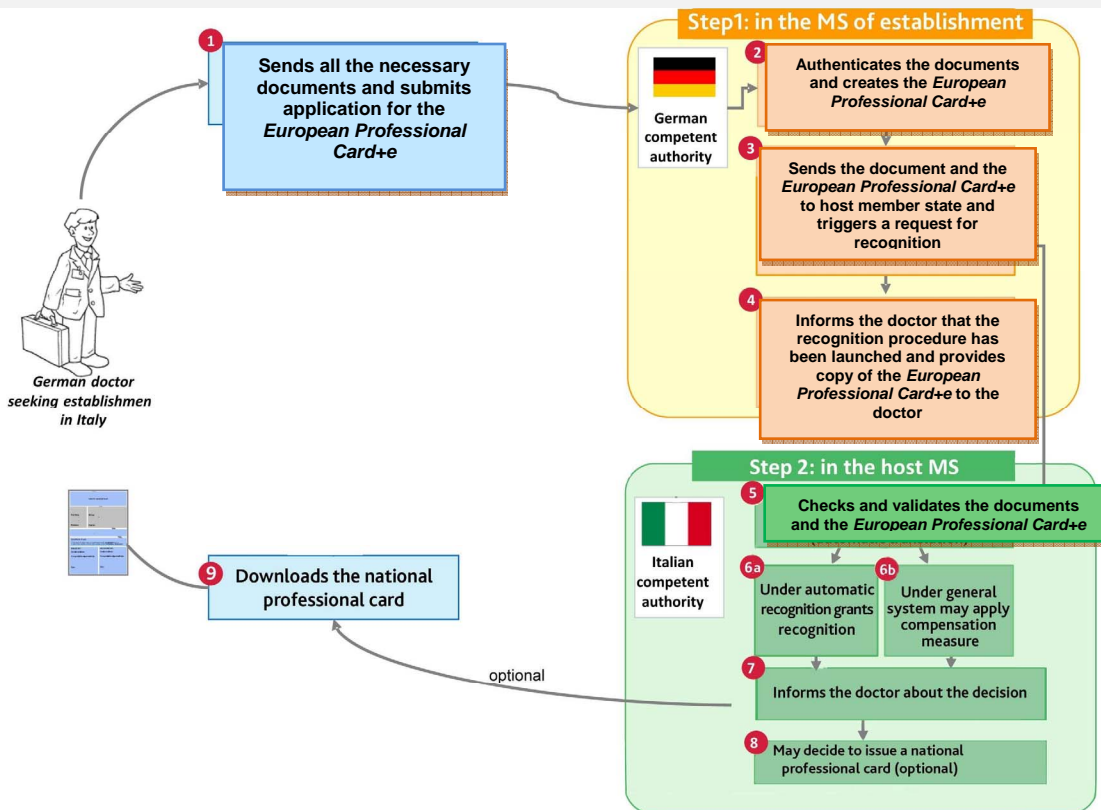 1
Sends all the necessary
documents and submits
application for the
European Professional
Card+e
German doctor
seeking establishmen
in Italy
Step1: in the MS of establishment
German
competent
authority
2
Authenticates the documents
and creates the European
Professional Card+e
3
Sends the document and the
European Professional Card+e
to host member state and
triggers a request for
recognition
4
Informs the doctor that the
recognition procedure has
been launched and provides
copy of the European
Professional Card+e to the
doctor
Step 2: in the host MS
Italian
competent
authority
5
Checks and validates the documents
and the European Professional Card+e
6a
Under automatic
recognition grants
recognition
6b
Under general
system may apply
compensation
measure
7
Informs the doctor about the decision
8
May decide to issue a national
professional card (optional)
optional
9
Downloads the national
professional card